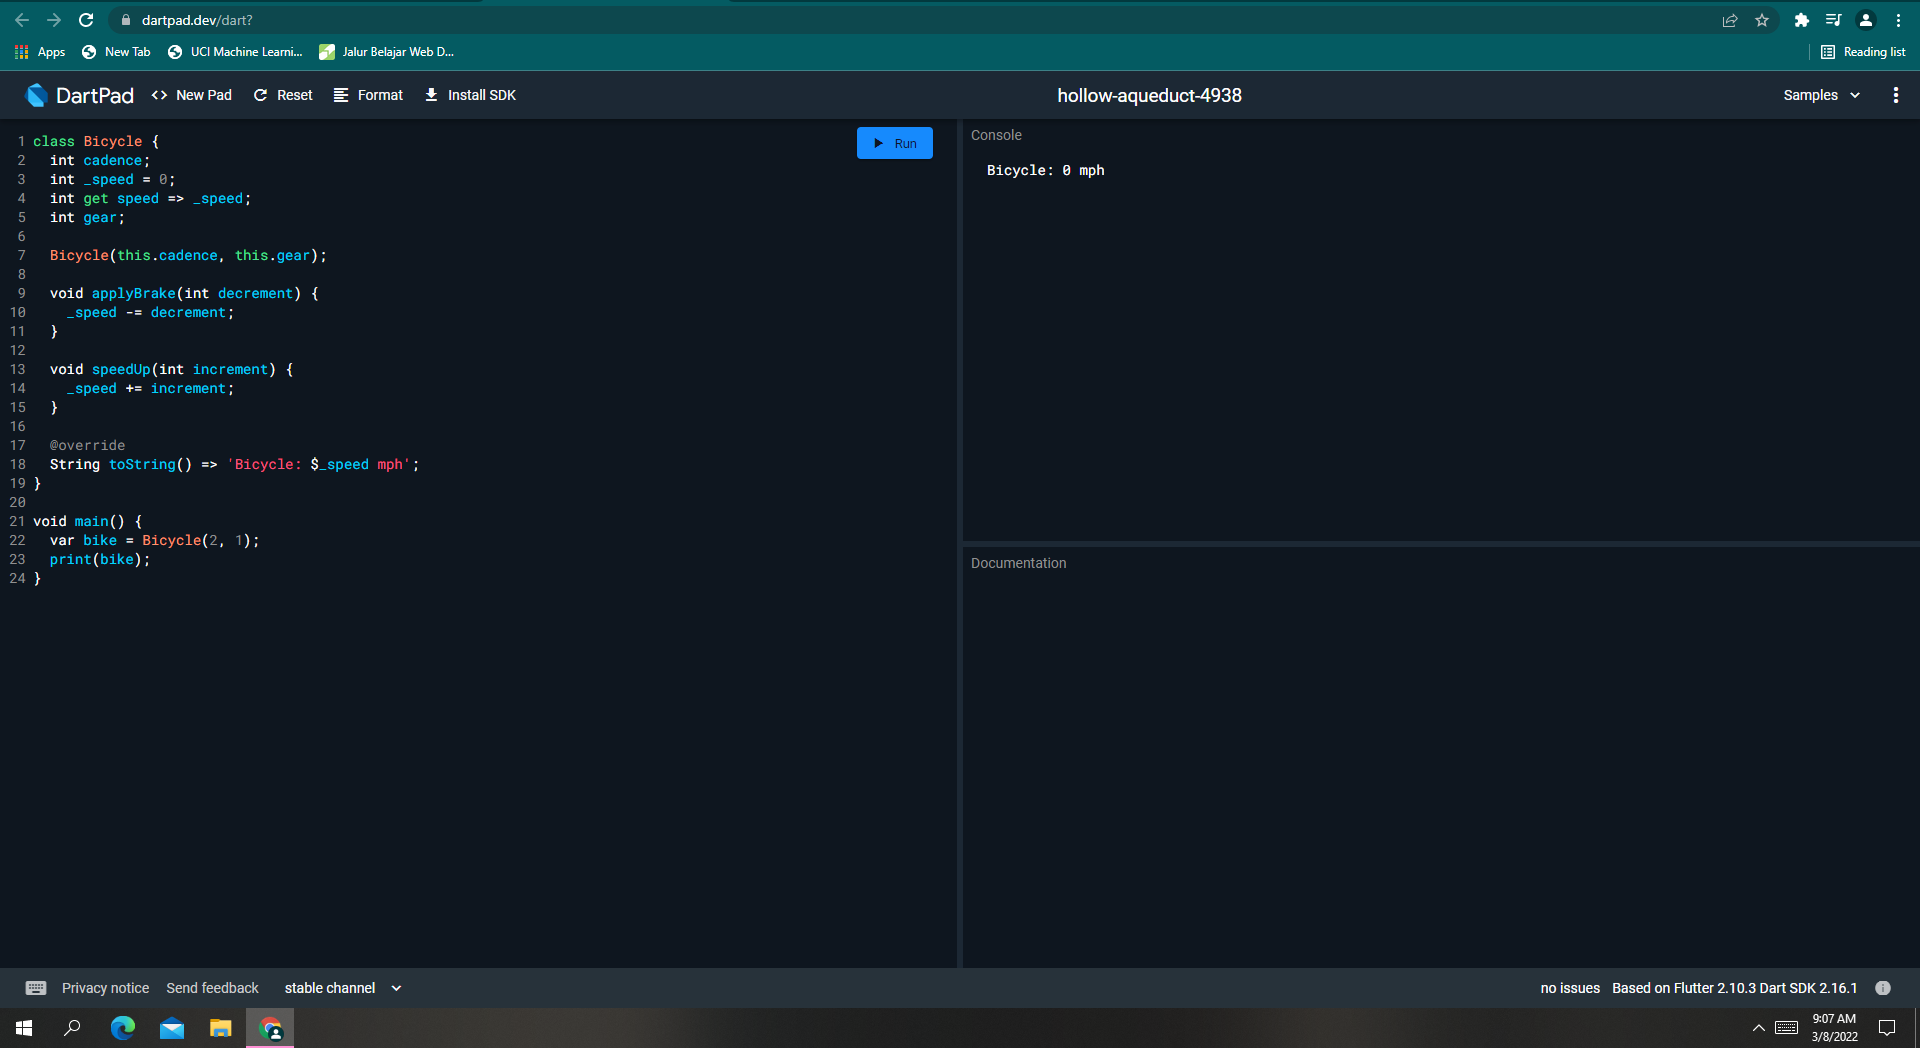 dartpad.dev/dart?
Apps New Tab UCI Machine Learni... Jalur Belajar Web D... Reading list
DartPad <> New Pad Reset Format Install SDK hollow-aqueduct-4938 Samples
1 class Bicycle {
2 int cadence;
3 int _speed = 0;
4 int get speed => _speed;
5 int gear;
6
7 Bicycle(this.cadence, this.gear);
8
9 void applyBrake(int decrement) {
10 _speed -= decrement;
11 }
12
13 void speedUp(int increment) {
14 _speed += increment;
15 }
16
17 @override
18 String toString() => 'Bicycle: $_speed mph';
19 }
20
21 void main() {
22 var bike = Bicycle(2, 1);
23 print(bike);
24 }
Run
Console
Bicycle: 0 mph
Documentation
Privacy notice Send feedback stable channel no issues Based on Flutter 2.10.3 Dart SDK 2.16.1
9:07 AM
3/8/2022